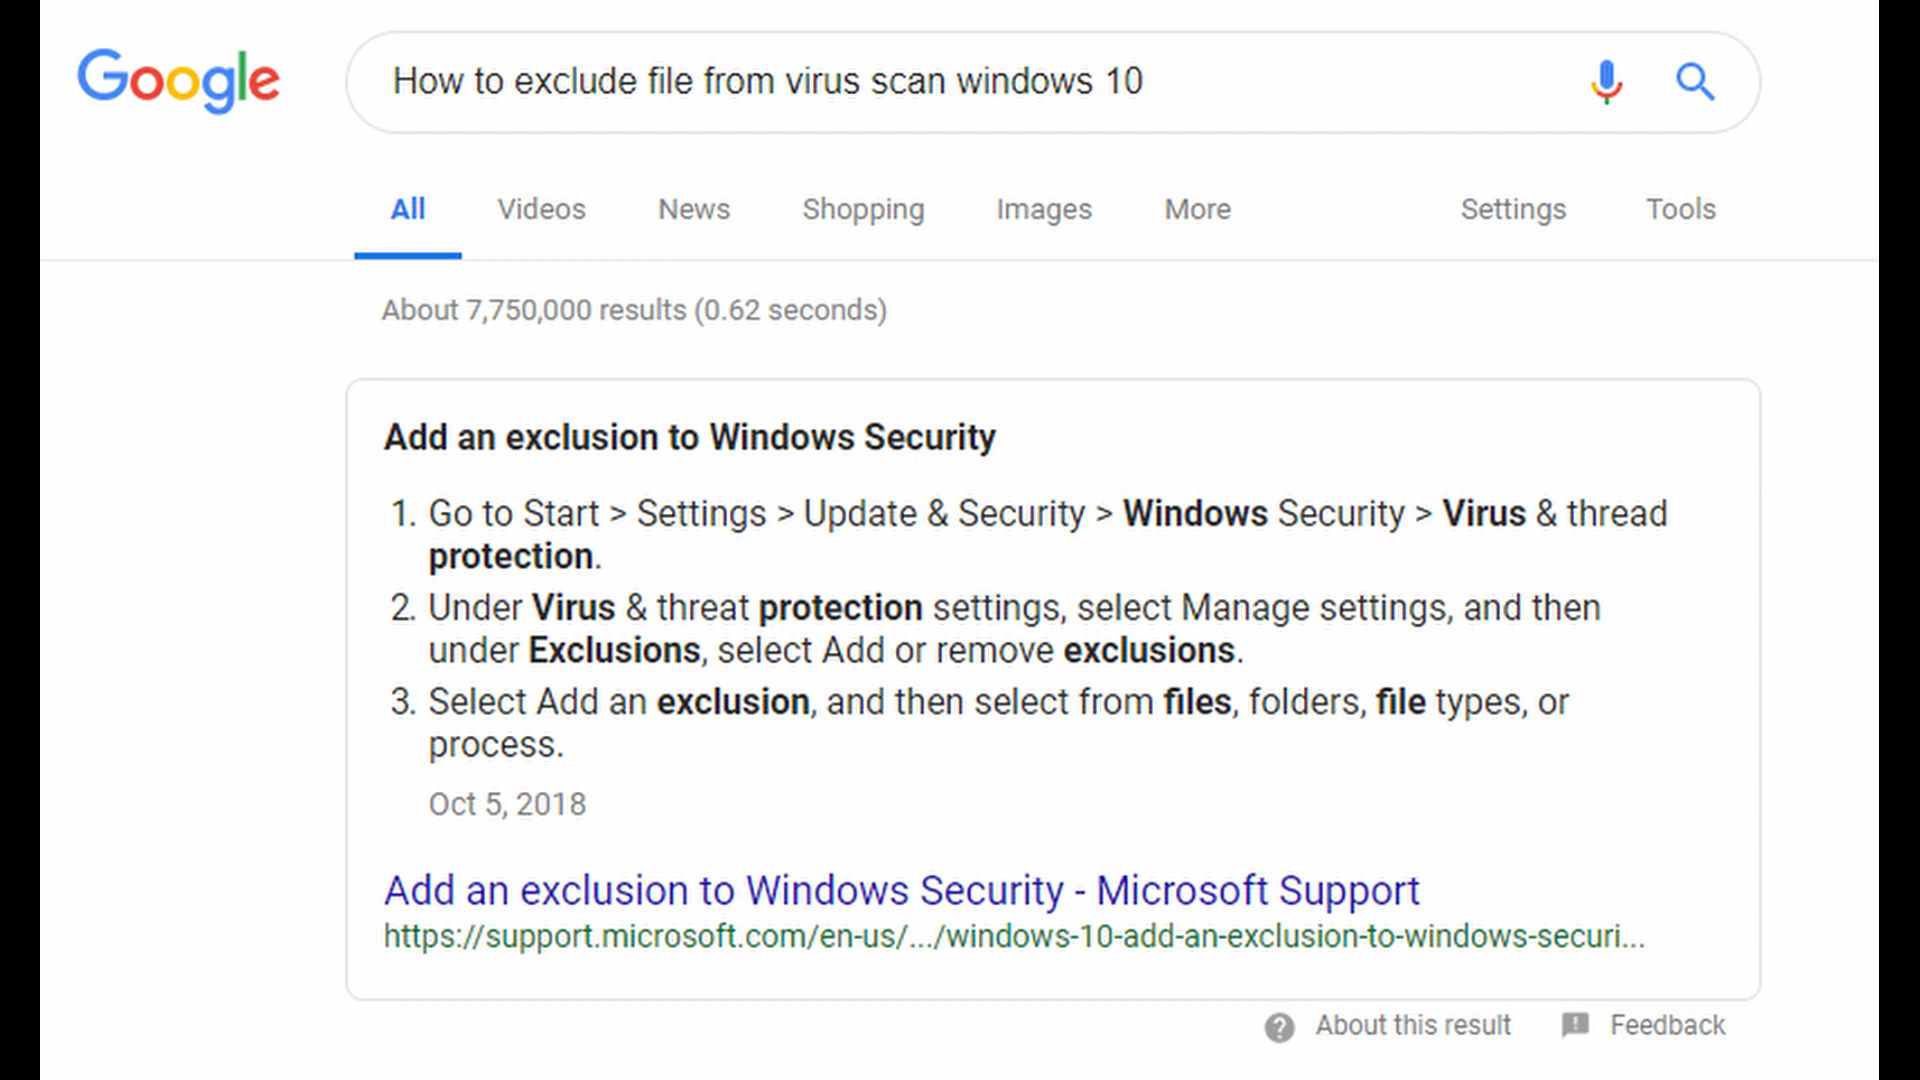 Google
How to exclude file from virus scan windows 10
All Videos News Shopping Images More Settings Tools
About 7,750,000 results (0.62 seconds)
Add an exclusion to Windows Security
1. Go to Start > Settings > Update & Security > Windows Security > Virus & thread
protection.
2. Under Virus & threat protection settings, select Manage settings, and then
under Exclusions, select Add or remove exclusions.
3. Select Add an exclusion, and then select from files, folders, file types, or
process.
Oct 5, 2018
Add an exclusion to Windows Security - Microsoft Support
https://support.microsoft.com/en-us/.../windows-10-add-an-exclusion-to-windows-securi...
About this result Feedback